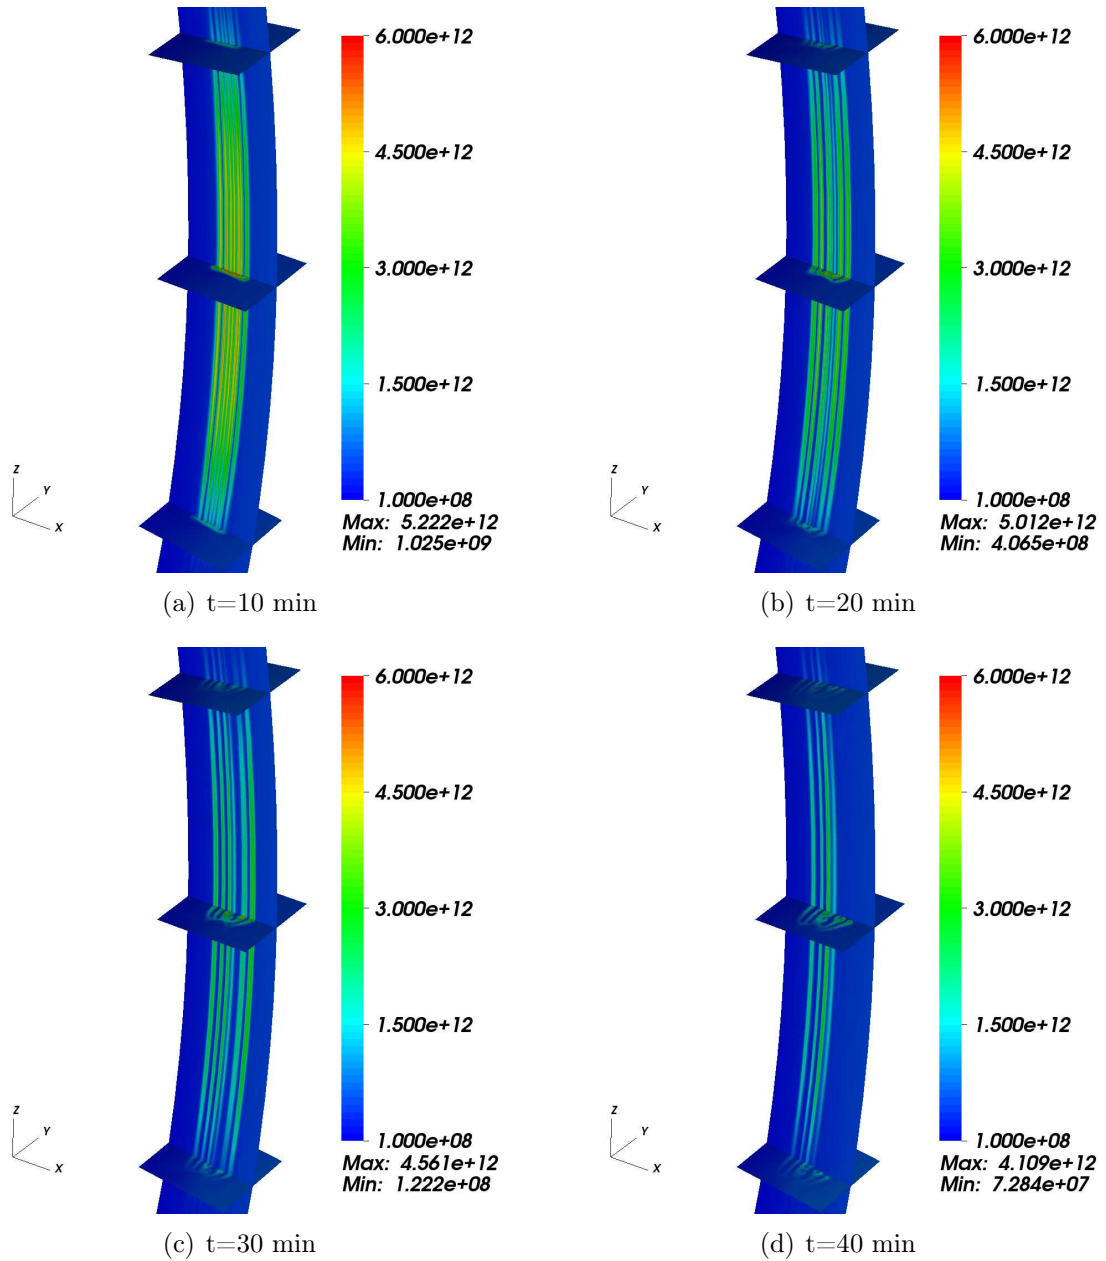 6.000e+12
4.500e+12
3.000e+12
1.500e+12
1.000e+08
Max: 5.222e+12
Min: 1.025e+09
Z
Y
X
(a) t=10 min
6.000e+12
4.500e+12
3.000e+12
1.500e+12
1.000e+08
Max: 5.012e+12
Min: 4.065e+08
Z
Y
X
(b) t=20 min
6.000e+12
4.500e+12
3.000e+12
1.500e+12
1.000e+08
Max: 4.561e+12
Min: 1.222e+08
Z
Y
X
(c) t=30 min
6.000e+12
4.500e+12
3.000e+12
1.500e+12
1.000e+08
Max: 4.109e+12
Min: 7.284e+07
Z
Y
X
(d) t=40 min